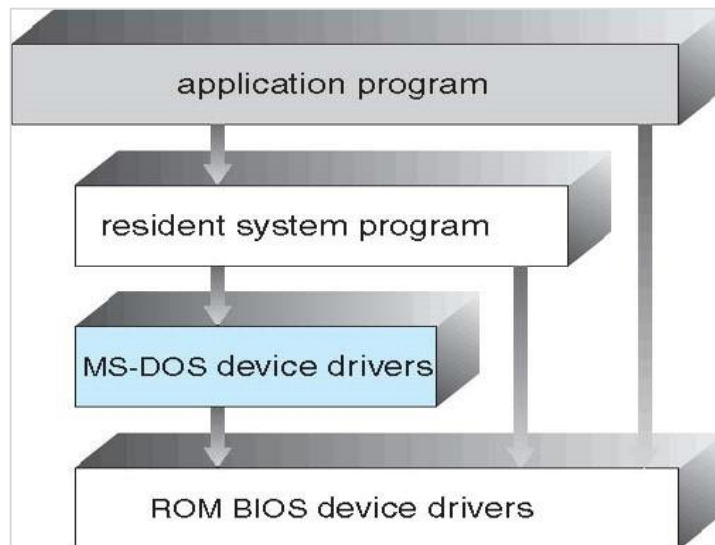 application program
resident system program
MS-DOS device drivers
ROM BIOS device drivers